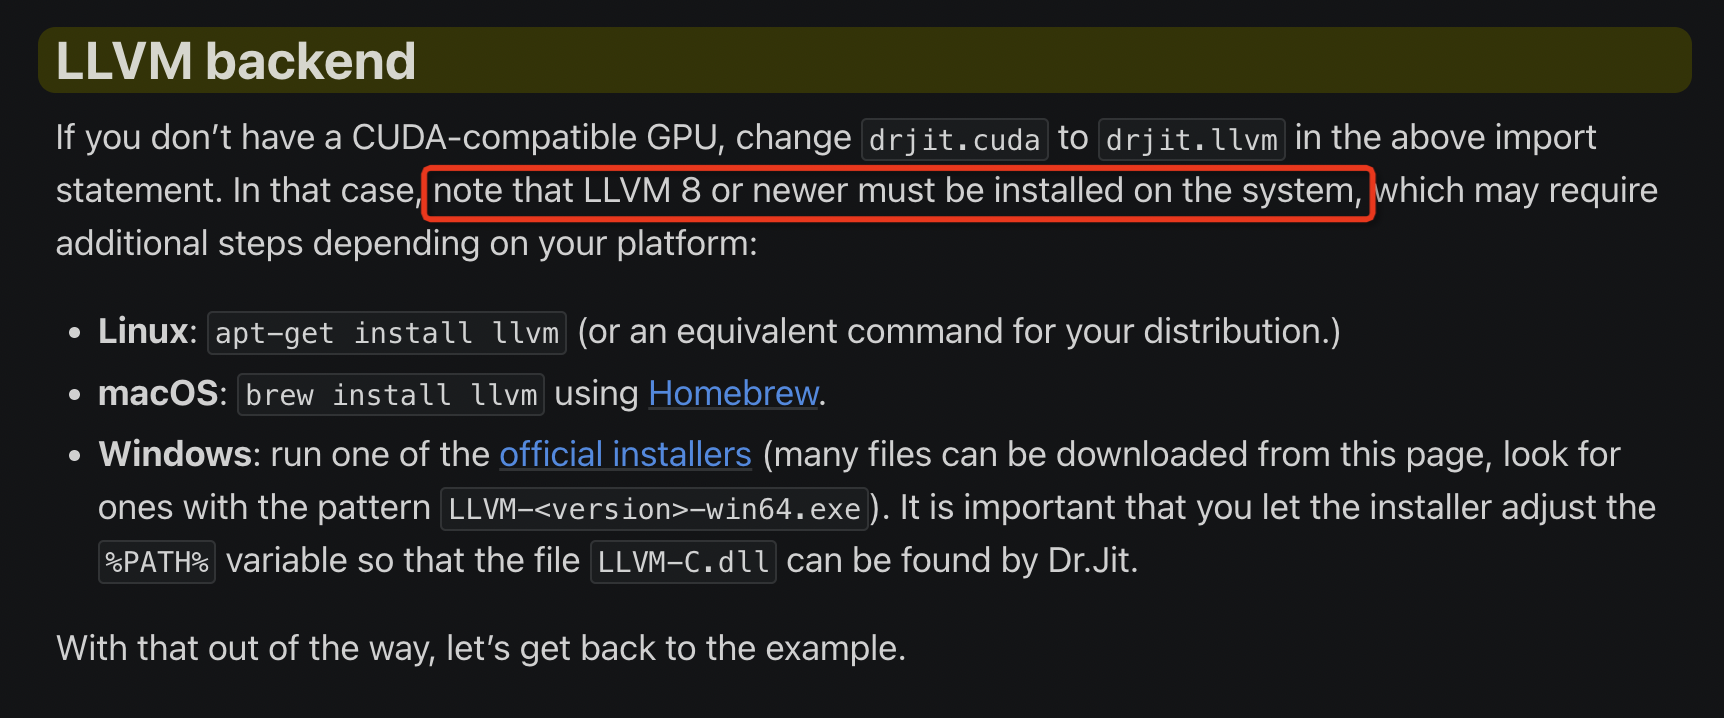 LLVM backend
If you don’t have a CUDA-compatible GPU, change drjit.cuda to drjit.llvm in the above import
statement. In that case, note that LLVM 8 or newer must be installed on the system, which may require
additional steps depending on your platform:
• Linux: apt-get install llvm (or an equivalent command for your distribution.)
• macOS: brew install llvm using Homebrew.
• Windows: run one of the official installers (many files can be downloaded from this page, look for
ones with the pattern LLVM-<version>-win64.exe). It is important that you let the installer adjust the
%PATH% variable so that the file LLVM-C.dll can be found by Dr.Jit.
With that out of the way, let’s get back to the example.